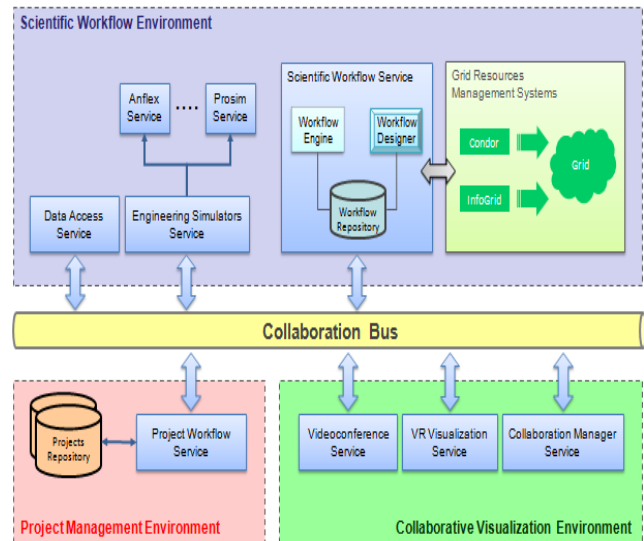 Scientific Workflow Environment
Anflex
Service
....
Prosim
Service
Data Access
Service
Engineering Simulators
Service
Scientific Workflow Service
Workflow
Engine
Workflow
Designer
Workflow
Repository
Grid Resources
Management Systems
Condor
InfoGrid
Grid
Collaboration Bus
Projects
Repository
Project Workflow
Service
Project Management Environment
Videoconference
Service
VR Visualization
Service
Collaboration Manager
Service
Collaborative Visualization Environment